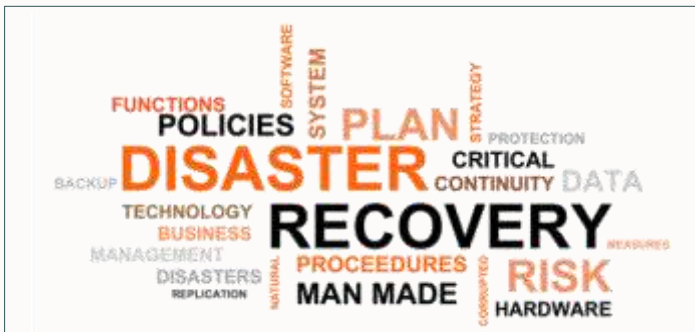 SOFTWARE
SYSTEM
STRATEGY
FUNCTIONS
POLICIES
PLAN
PROTECTION
DISASTER
CRITICAL
BACKUP
CONTINUITY
DATA
TECHNOLOGY
RECOVERY
BUSINESS
MEASURES
MANAGEMENT
NATURAL
PROCEEDURES
CORRUPTED
RISK
DISASTERS
REPLICATION
MAN MADE
HARDWARE